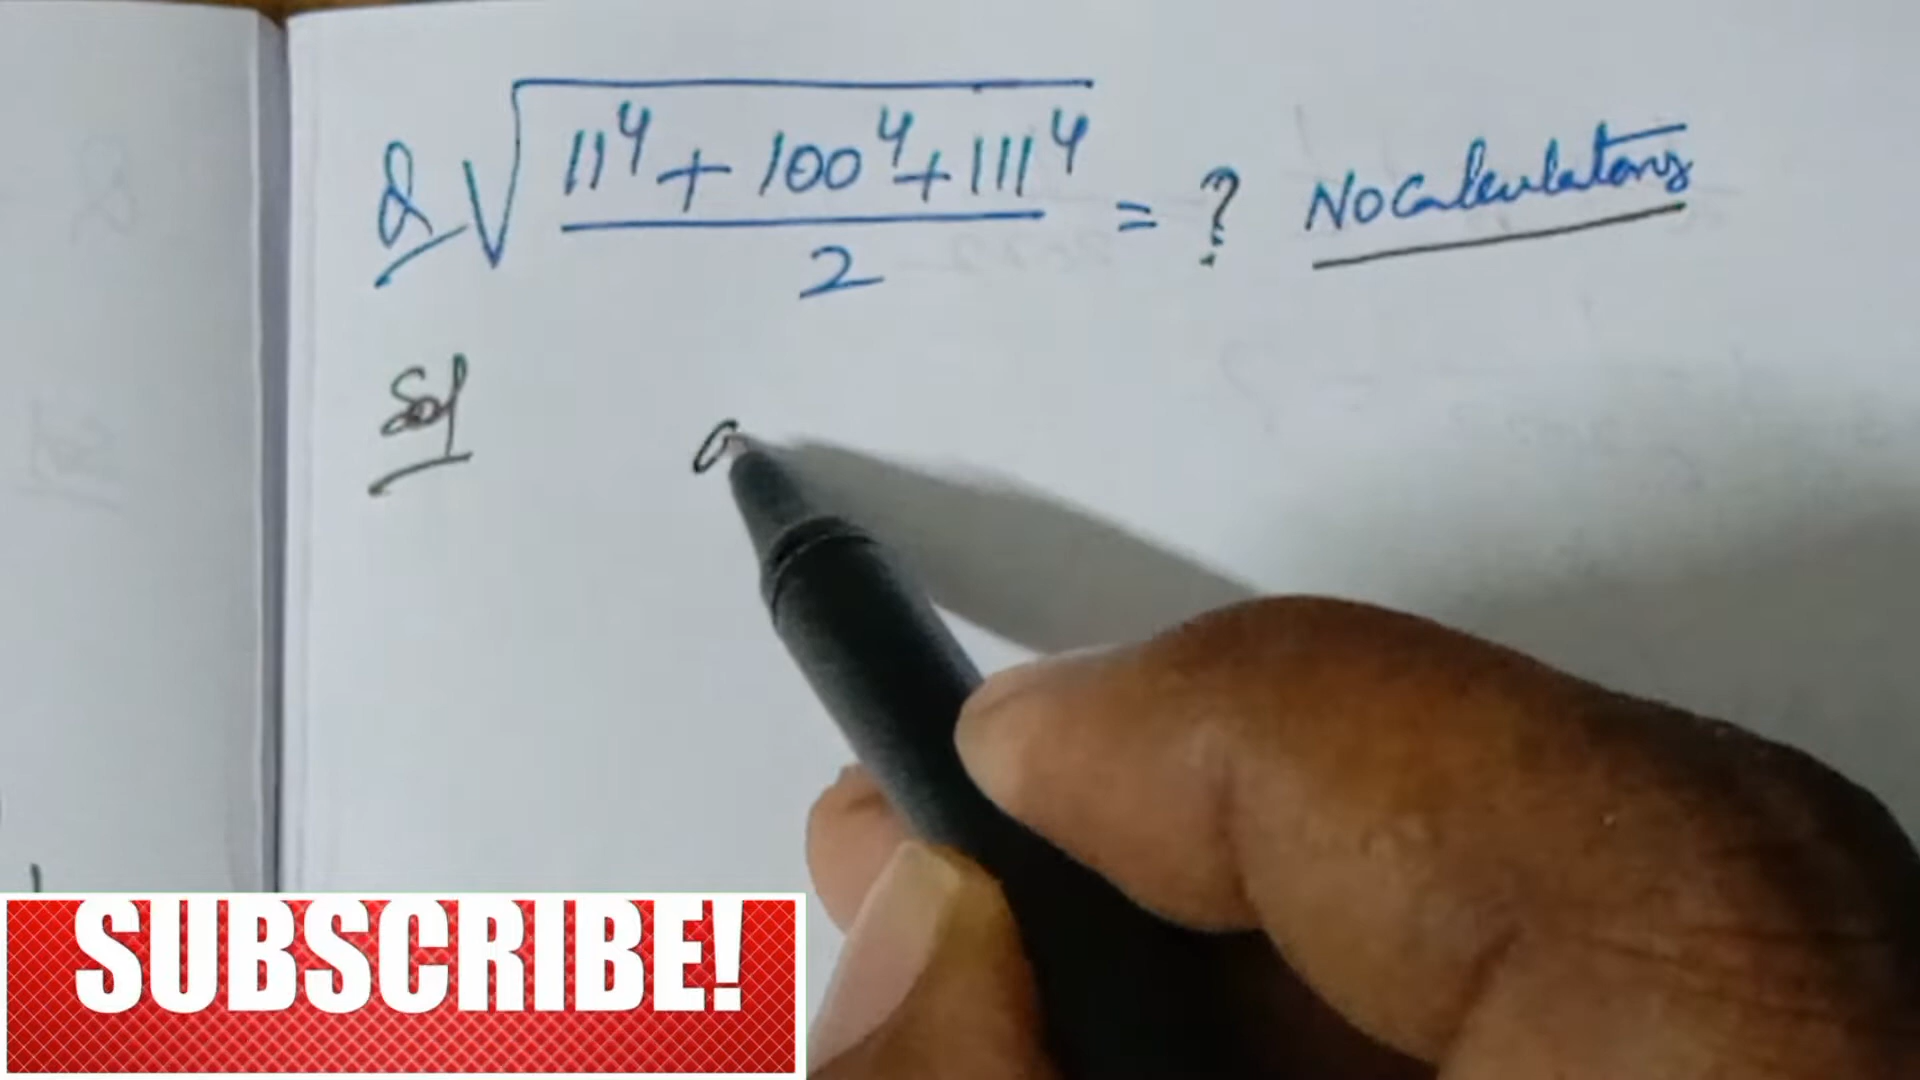 Q √((11⁴ + 100⁴ + 111⁴)/2) = ? No Calculators
Sol
a
SUBSCRIBE!